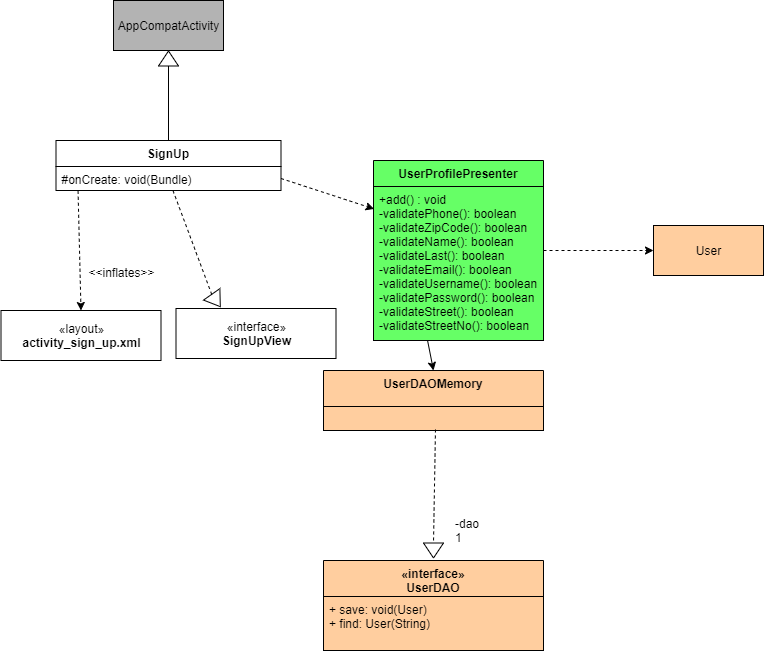 AppCompatActivity
SignUp
#onCreate: void(Bundle)
UserProfilePresenter
+add() : void
-validatePhone(): boolean
-validateZipCode(): boolean
-validateName(): boolean
-validateLast(): boolean
-validateEmail(): boolean
-validateUsername(): boolean
-validatePassword(): boolean
-validateStreet(): boolean
-validateStreetNo(): boolean
User
<<inflates>>
«layout»
activity_sign_up.xml
«interface»
SignUpView
UserDAOMemory
-dao
1
«interface»
UserDAO
+ save: void(User)
+ find: User(String)